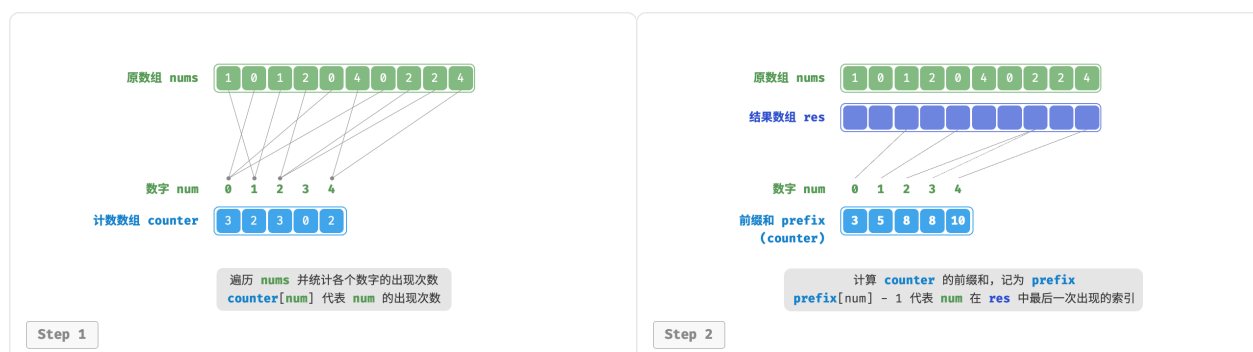 原数组 nums 1 0 1 2 0 4 0 2 2 4
数字 num 0 1 2 3 4
计数数组 counter 3 2 3 0 2
遍历 nums 并统计各个数字的出现次数
counter[num] 代表 num 的出现次数
Step 1
原数组 nums 1 0 1 2 0 4 0 2 2 4
结果数组 res
数字 num 0 1 2 3 4
前缀和 prefix 3 5 8 8 10
(counter)
计算 counter 的前缀和，记为 prefix
prefix[num] - 1 代表 num 在 res 中最后一次出现的索引
Step 2